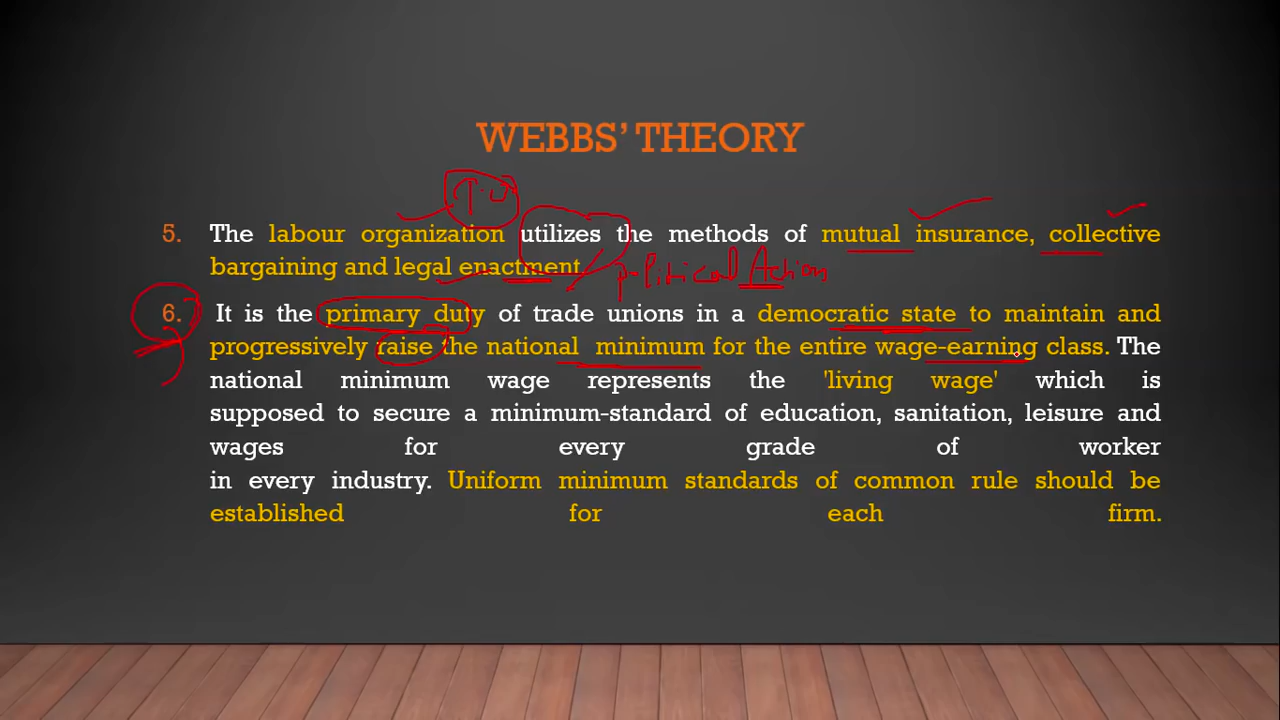 WEBBS' THEORY
T.U
5. The labour organization utilizes the methods of mutual insurance, collective
bargaining and legal enactment
political Action
6. It is the primary duty of trade unions in a democratic state to maintain and
progressively raise the national minimum for the entire wage-earning class. The
national minimum wage represents the 'living wage' which is
supposed to secure a minimum-standard of education, sanitation, leisure and
wages for every grade of worker
in every industry. Uniform minimum standards of common rule should be
established for each firm.